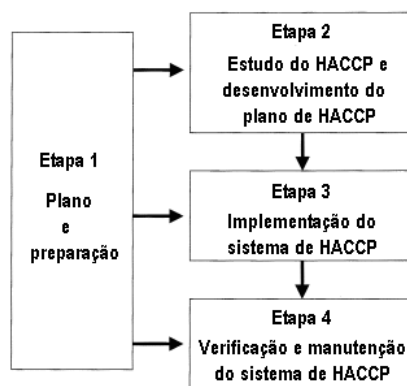 Etapa 1
Plano
e
preparação
Etapa 2
Estudo do HACCP e
desenvolvimento do
plano de HACCP
Etapa 3
Implementação do
sistema de HACCP
Etapa 4
Verificação e manutenção
do sistema de HACCP